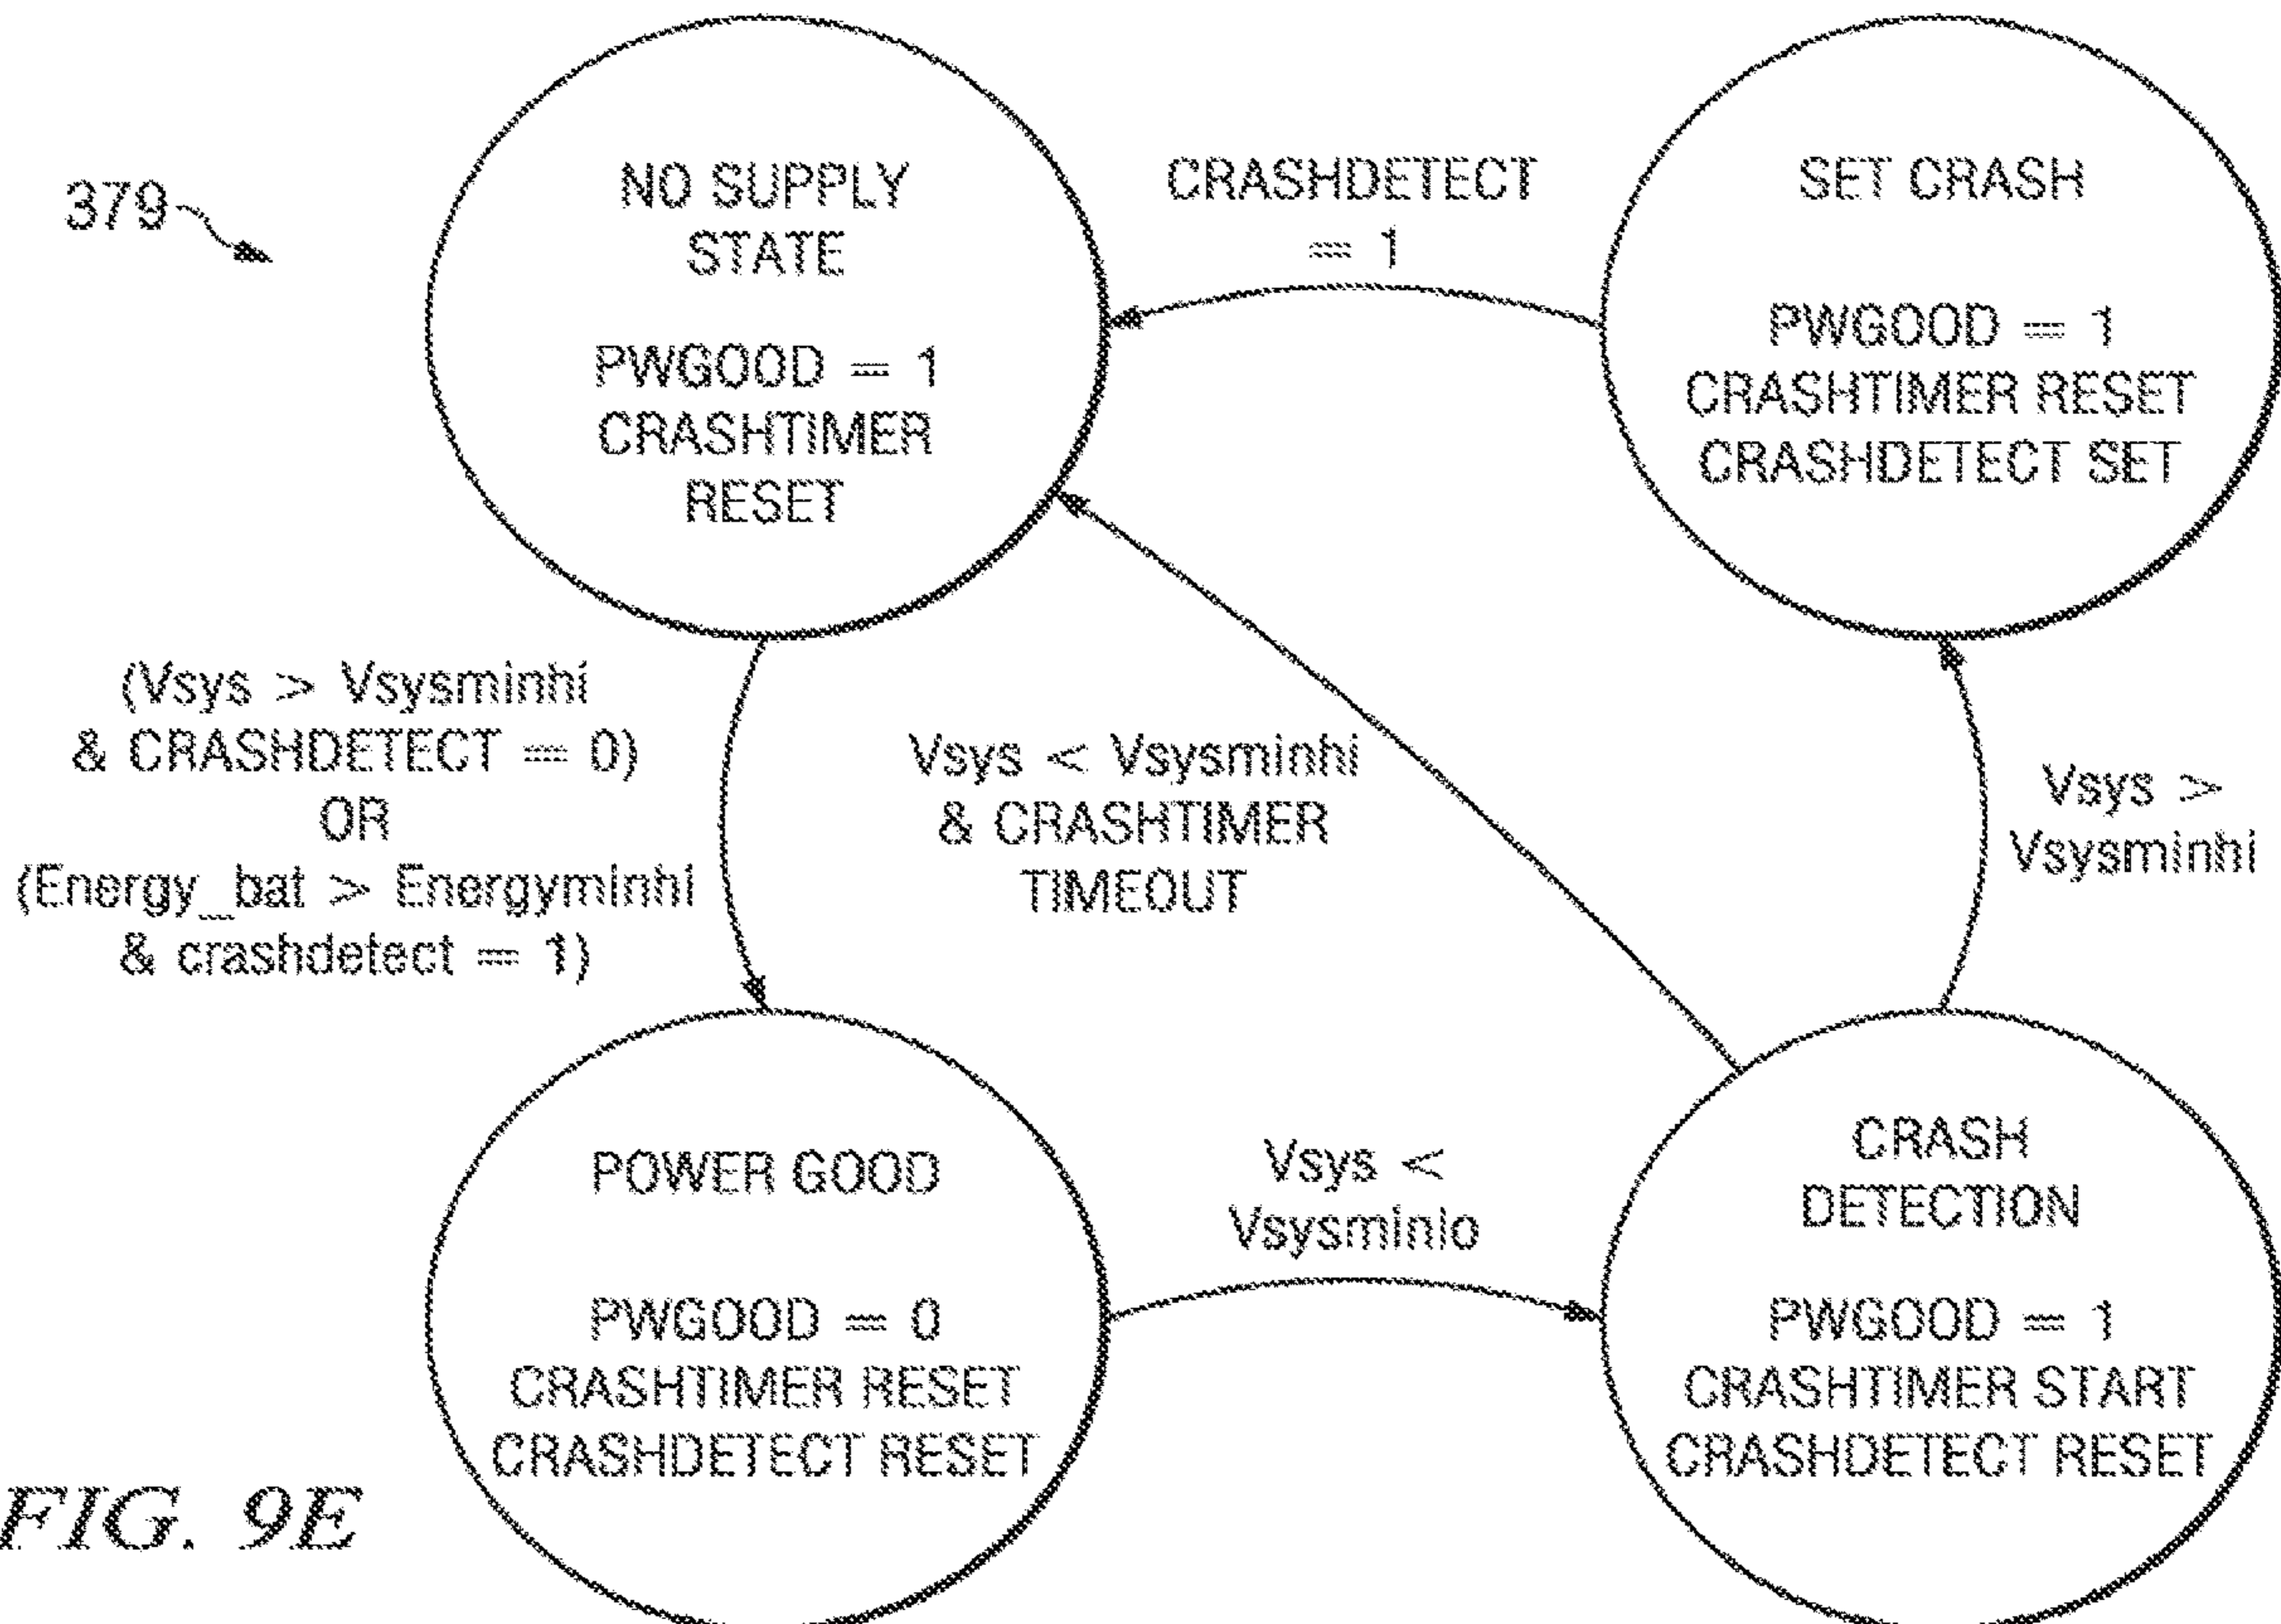 379
NO SUPPLY
STATE
PWGOOD = 1
CRASHTIMER
RESET
CRASHDETECT
= 1
SET CRASH
PWGOOD = 1
CRASHTIMER RESET
CRASHDETECT SET
(Vsys > Vsysminhi
& CRASHDETECT = 0)
OR
(Energy_bat > Energyminhi
& crashdetect = 1)
Vsys < Vsysminhi
& CRASHTIMER
TIMEOUT
Vsys >
Vsysminhi
POWER GOOD
PWGOOD = 0
CRASHTIMER RESET
CRASHDETECT RESET
Vsys <
Vsysminlo
CRASH
DETECTION
PWGOOD = 1
CRASHTIMER START
CRASHDETECT RESET
FIG. 9E